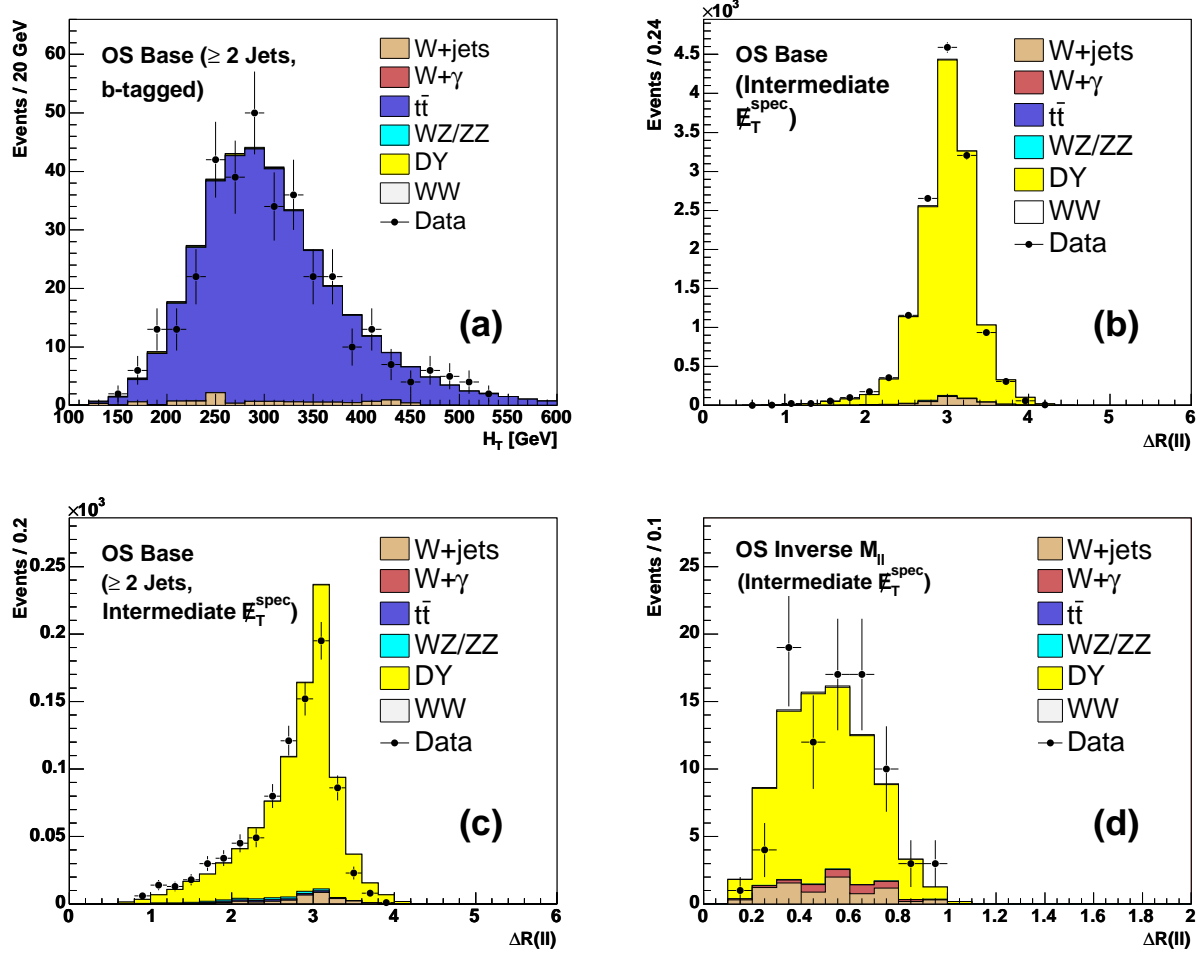 Events / 20 GeV
60
50
40
30
20
10
0
OS Base (≥ 2 Jets,
b-tagged)
W+jets
W+γ
tt̄
WZ/ZZ
DY
WW
Data
(a)
100 150 200 250 300 350 400 450 500 550 600
H_T [GeV]
×10³
Events / 0.24
4.5
4
3.5
3
2.5
2
1.5
1
0.5
0
OS Base
(Intermediate
E̸_T^spec)
W+jets
W+γ
tt̄
WZ/ZZ
DY
WW
Data
(b)
0 1 2 3 4 5 6
ΔR(ll)
×10³
Events / 0.2
0.25
0.2
0.15
0.1
0.05
0
OS Base
(≥ 2 Jets,
Intermediate E̸_T^spec)
W+jets
W+γ
tt̄
WZ/ZZ
DY
WW
Data
(c)
0 1 2 3 4 5 6
ΔR(ll)
Events / 0.1
25
20
15
10
5
0
OS Inverse M_ll
(Intermediate E̸_T^spec)
W+jets
W+γ
tt̄
WZ/ZZ
DY
WW
Data
(d)
0 0.2 0.4 0.6 0.8 1 1.2 1.4 1.6 1.8 2
ΔR(ll)